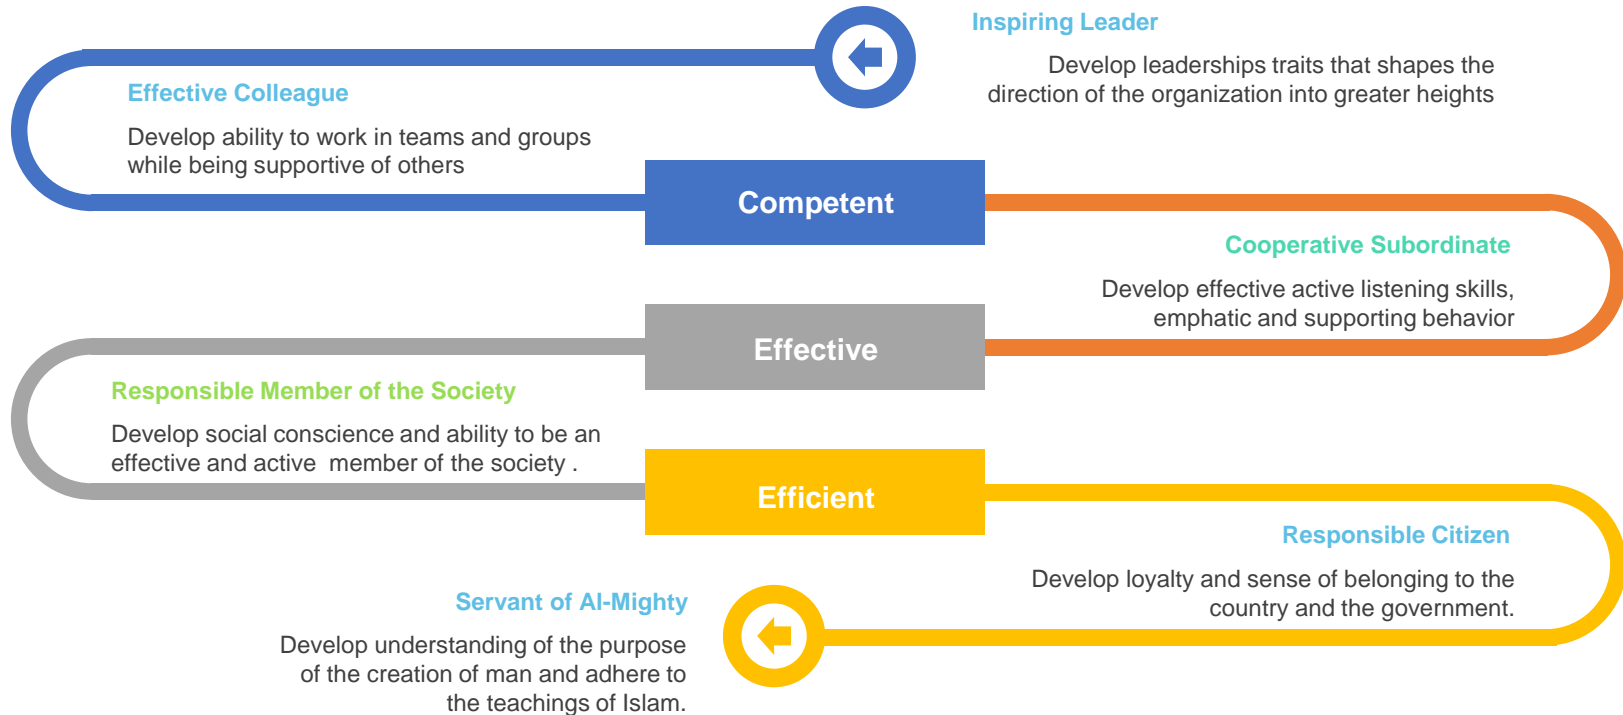 Inspiring Leader
Develop leaderships traits that shapes the
direction of the organization into greater heights
Effective Colleague
Develop ability to work in teams and groups
while being supportive of others
Competent
Cooperative Subordinate
Develop effective active listening skills,
emphatic and supporting behavior
Effective
Responsible Member of the Society
Develop social conscience and ability to be an
effective and active  member of the society .
Efficient
Responsible Citizen
Develop loyalty and sense of belonging to the
country and the government.
Servant of Al-Mighty
Develop understanding of the purpose
of the creation of man and adhere to
the teachings of Islam.